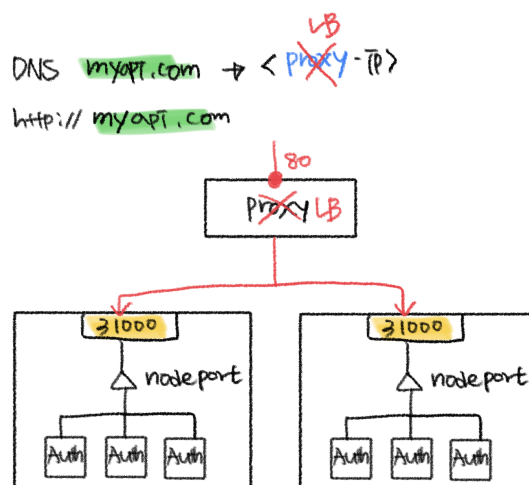 LB
DNS myapi.com → <proxy-ip>
http:// myapi.com
80
proxy LB
31000 31000
nodeport nodeport
Auth Auth Auth Auth Auth Auth